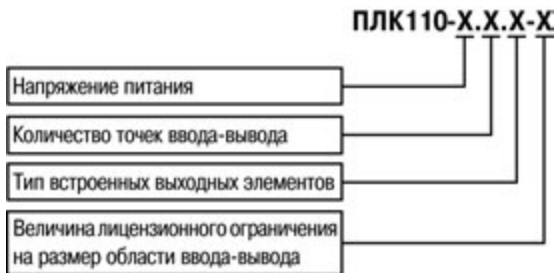 ПЛК110-Х.Х.Х-Х
Напряжение питания
Количество точек ввода-вывода
Тип встроенных выходных элементов
Величина лицензионного ограничения
на размер области ввода-вывода